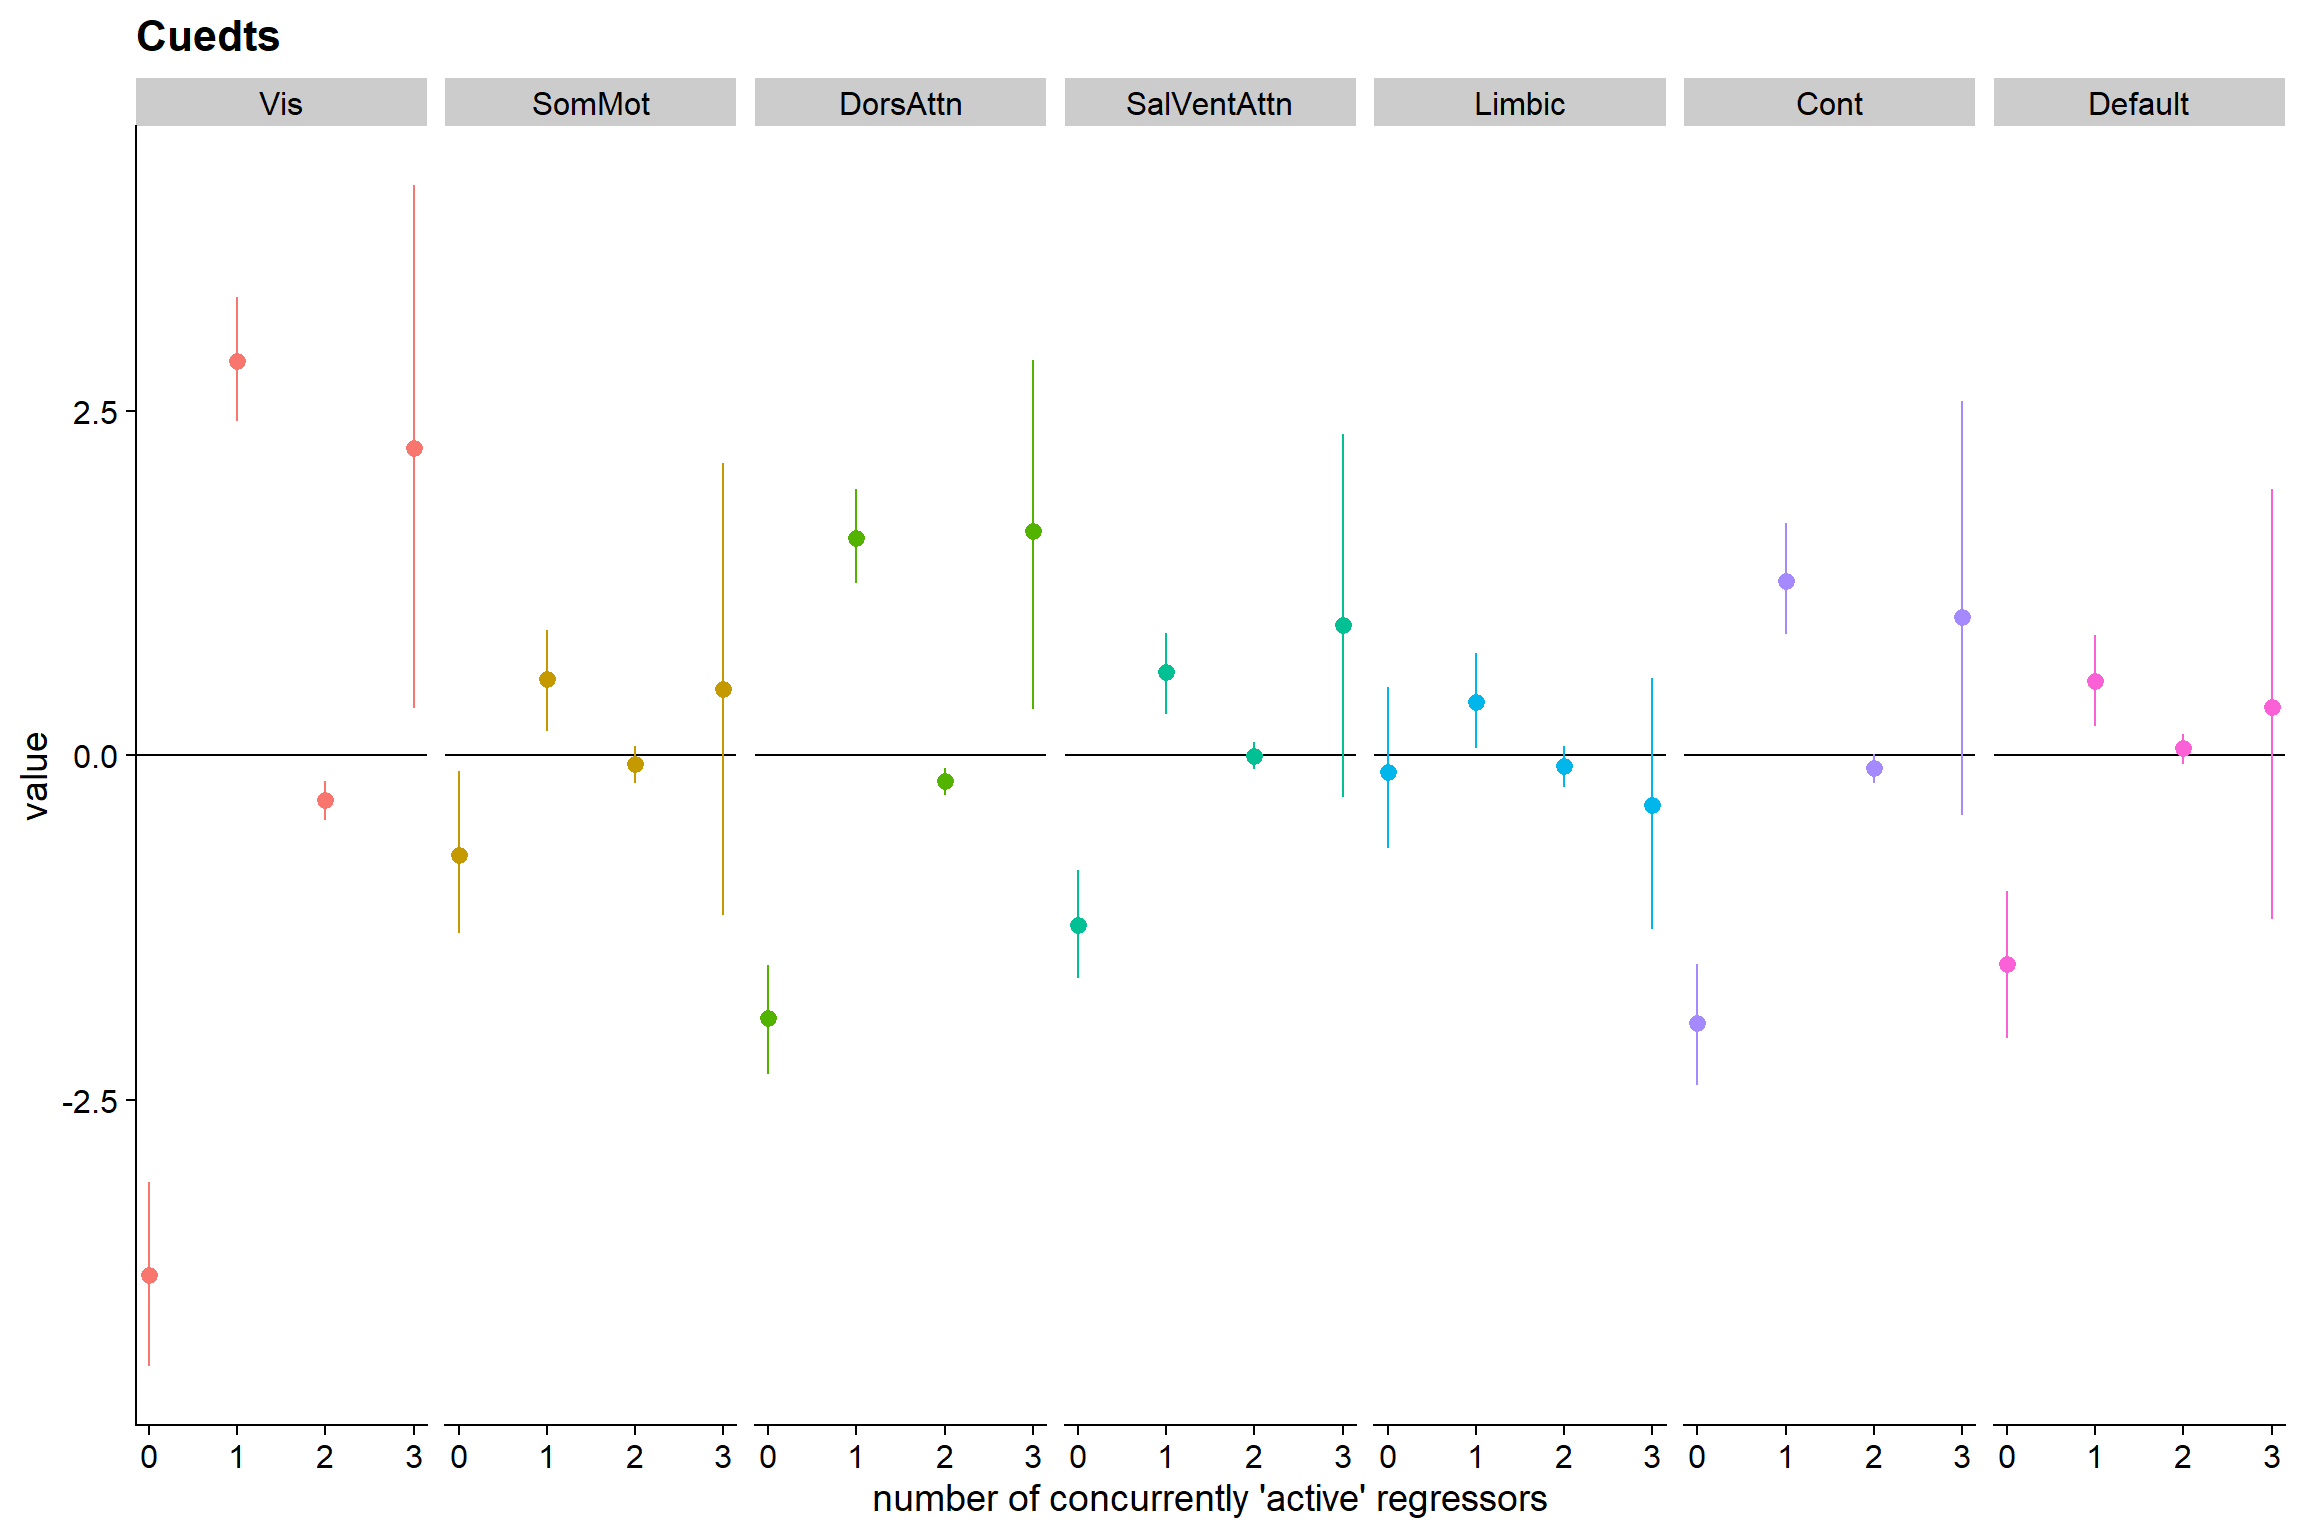 Cuedts
Vis SomMot DorsAttn SalVentAttn Limbic Cont Default
value
2.5
0.0
-2.5
0 1 2 3 0 1 2 3 0 1 2 3 0 1 2 3 0 1 2 3 0 1 2 3 0 1 2 3
number of concurrently 'active' regressors